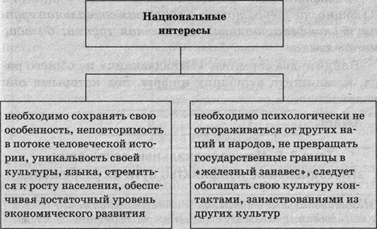 Национальные
интересы
необходимо сохранять свою
особенность, неповторимость
в потоке человеческой исто-
рии, уникальность своей
культуры, языка, стремить-
ся к росту населения, обеспе-
чивая достаточный уровень
экономического развития
необходимо психологически не
отгораживаться от других на-
ций и народов, не превращать
государственные границы в
«железный занавес», следует
обогащать свою культуру кон-
тактами, заимствованиями из
других культур